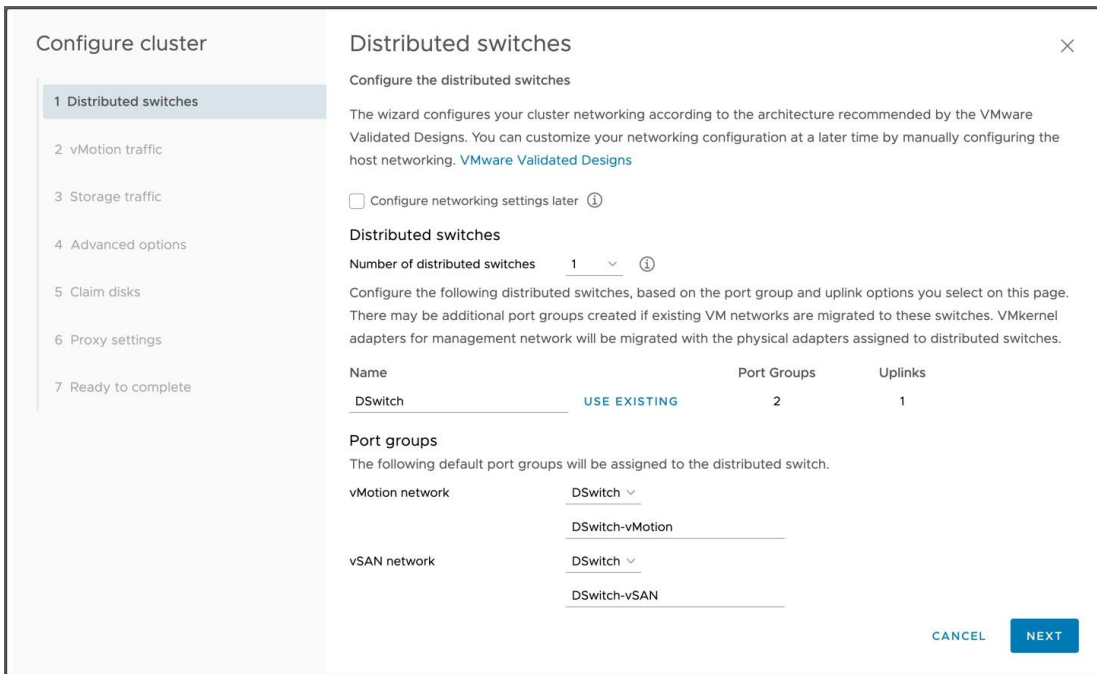 Configure cluster
1 Distributed switches
2 vMotion traffic
3 Storage traffic
4 Advanced options
5 Claim disks
6 Proxy settings
7 Ready to complete
Distributed switches
Configure the distributed switches
The wizard configures your cluster networking according to the architecture recommended by the VMware
Validated Designs. You can customize your networking configuration at a later time by manually configuring the
host networking. VMware Validated Designs
Configure networking settings later
Distributed switches
Number of distributed switches 1
Configure the following distributed switches, based on the port group and uplink options you select on this page.
There may be additional port groups created if existing VM networks are migrated to these switches. VMkernel
adapters for management network will be migrated with the physical adapters assigned to distributed switches.
Name Port Groups Uplinks
DSwitch USE EXISTING 2 1
Port groups
The following default port groups will be assigned to the distributed switch.
vMotion network DSwitch
DSwitch-vMotion
vSAN network DSwitch
DSwitch-vSAN
CANCEL NEXT